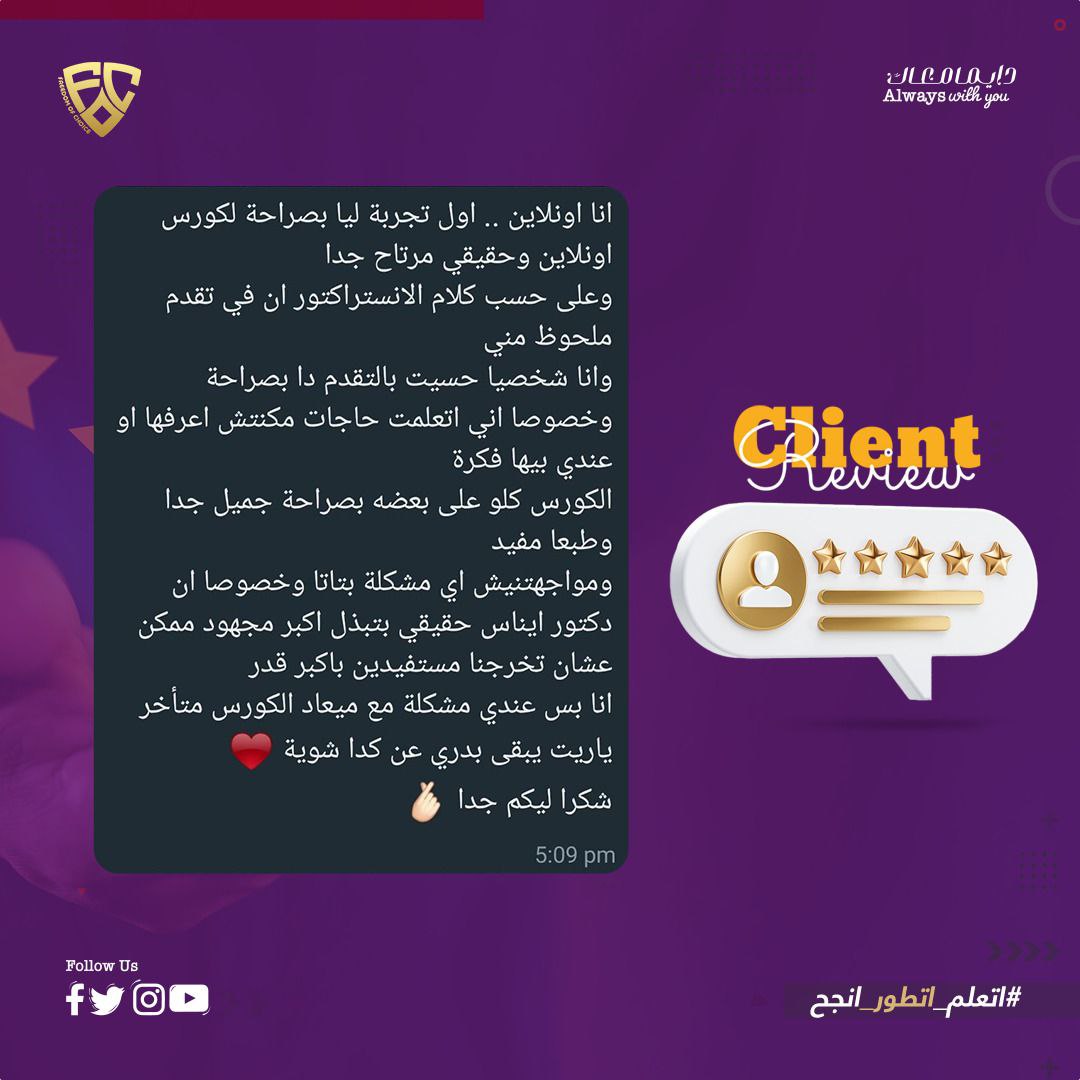 FOC
FREEDOM OF CHOICE
دايما معاك
Always with you
انا اونلاين .. اول تجربة ليا بصراحة لكورس
اونلاين وحقيقي مرتاح جدا
وعلى حسب كلام الانستراكتور ان في تقدم
ملحوظ مني
وانا شخصيا حسيت بالتقدم دا بصراحة
وخصوصا اني اتعلمت حاجات مكنتش اعرفها او
عندي بيها فكرة
الكورس كلو على بعضه بصراحة جميل جدا
وطبعا مفيد
ومواجهتنيش اي مشكلة بتاتا وخصوصا ان
دكتور ايناس حقيقي بتبذل اكبر مجهود ممكن
عشان تخرجنا مستفيدين باكبر قدر
انا بس عندي مشكلة مع ميعاد الكورس متأخر
ياريت يبقى بدري عن كدا شوية ❤️
شكرا ليكم جدا 🫰🏻
5:09 pm
Client
Review
Follow Us
#اتعلم_اتطور_انجح